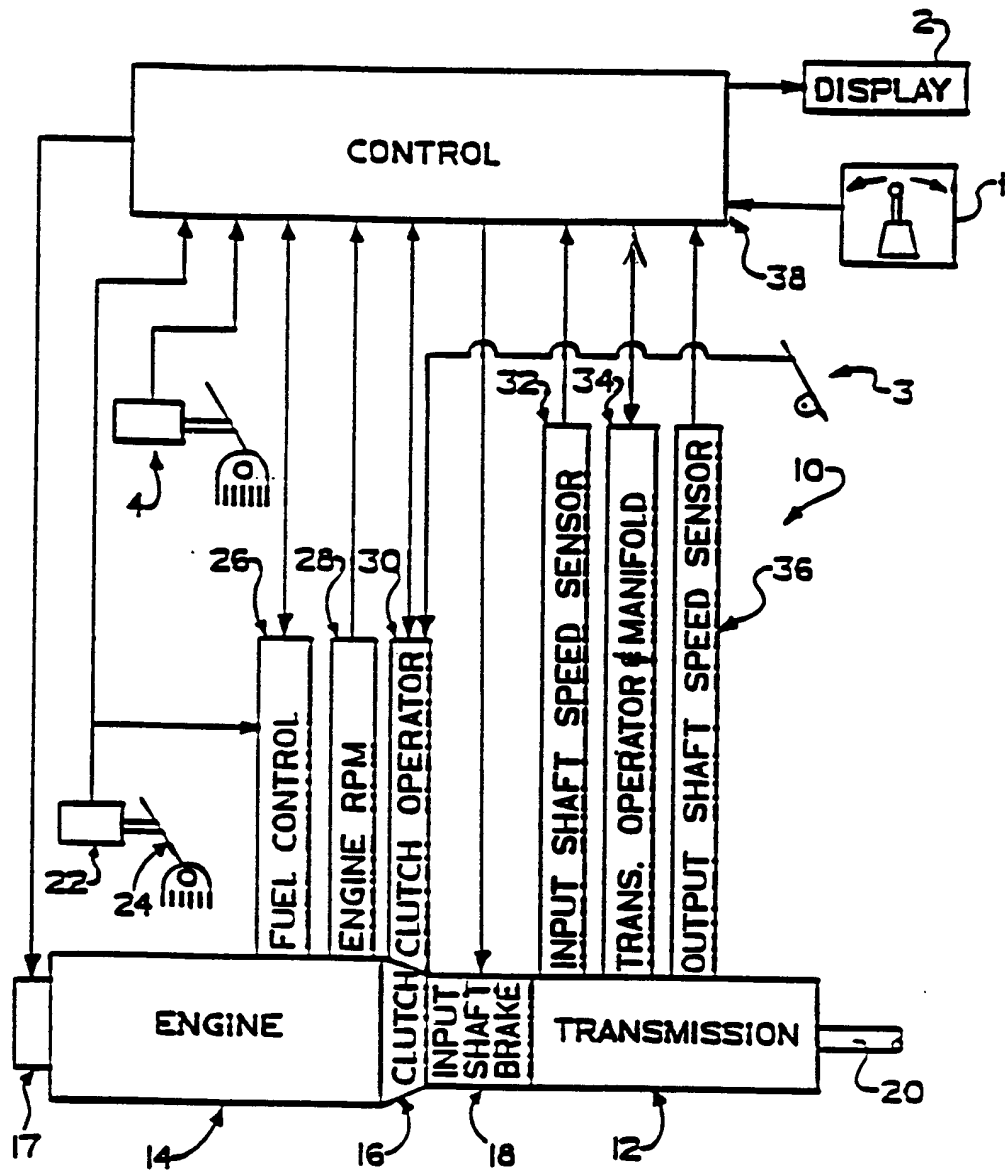 2
DISPLAY
CONTROL
1
38
3
32
34
4
10
26
28
30
36
FUEL CONTROL
ENGINE RPM
CLUTCH OPERATOR
INPUT SHAFT SPEED SENSOR
TRANS. OPERATOR & MANIFOLD
OUTPUT SHAFT SPEED SENSOR
22
24
ENGINE
CLUTCH
INPUT
SHAFT
BRAKE
TRANSMISSION
20
17
14
16
18
12